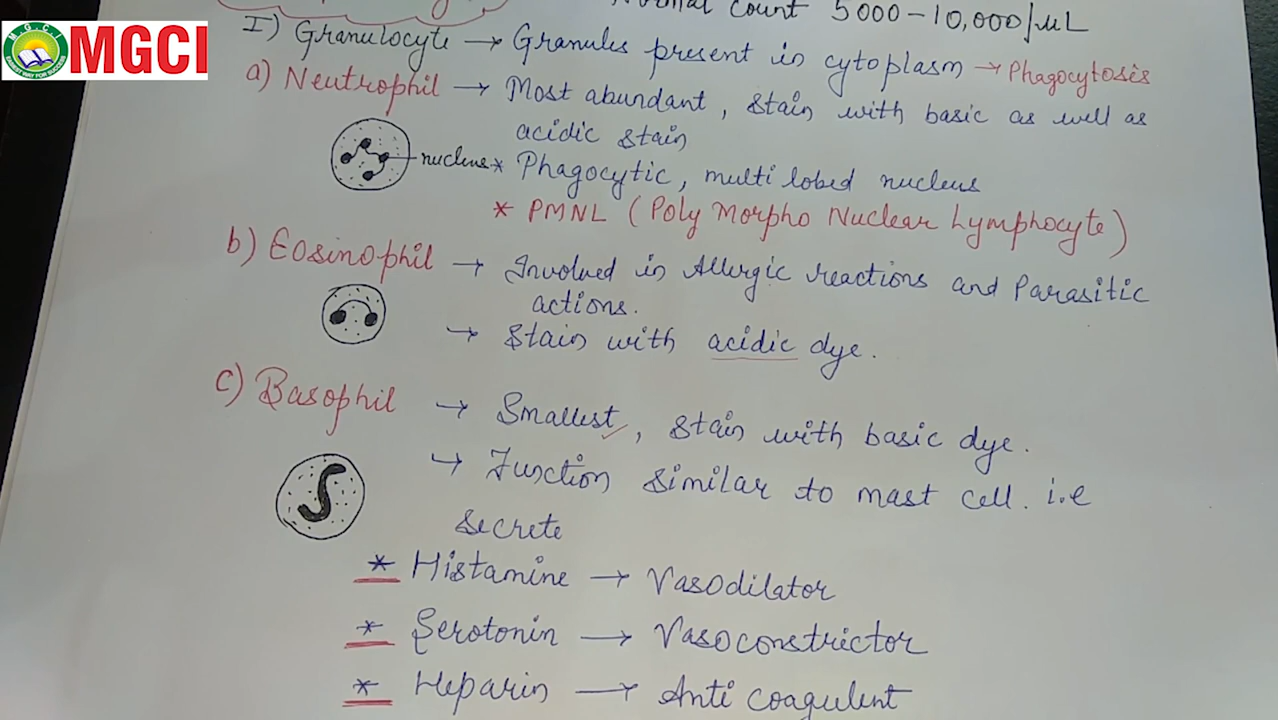 Normal Count 5000-10,000/µL
M.G.C.I
MGCI
I) Granulocyte → Granules present in cytoplasm → Phagocytosis
a) Neutrophil → Most abundant, Stain with basic as well as
acidic stain
nucleus * Phagocytic, multi lobed nucleus
* PMNL (Poly Morpho Nuclear Lymphocyte)
b) Eosinophil → Involved in Allergic reactions and Parasitic
actions.
→ Stain with acidic dye.
c) Basophil → Smallest, Stain with basic dye.
↳ Function similar to mast cell. i.e
secrete
* Histamine → Vasodilator
* Serotonin → Vasoconstrictor
* Heparin → Anti coagulent